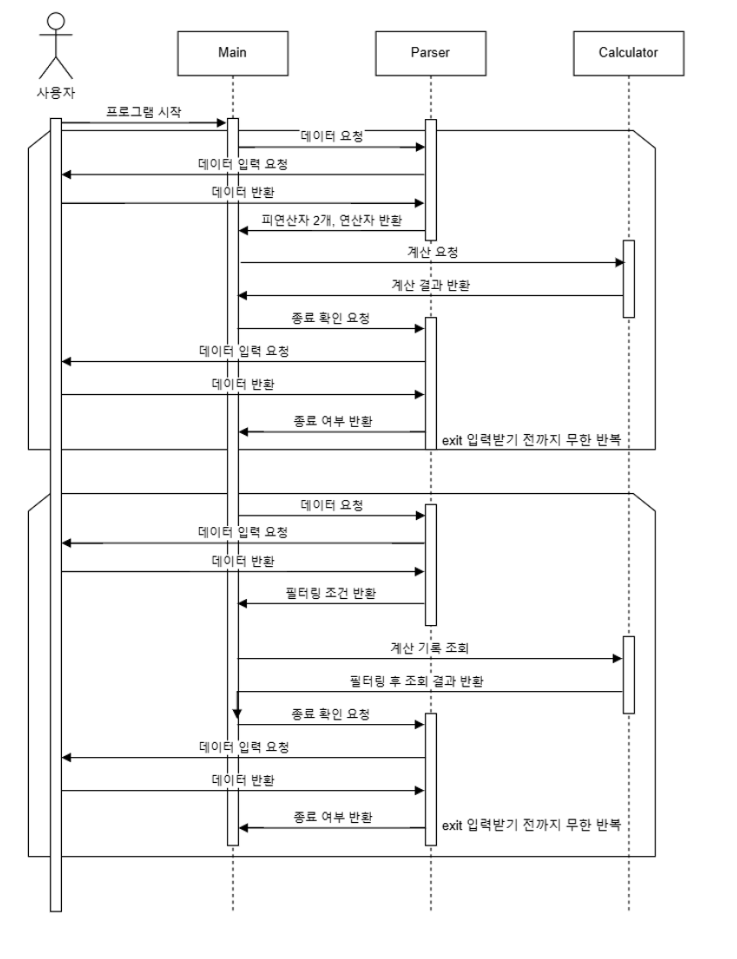 사용자
Main
Parser
Calculator
프로그램 시작
데이터 요청
데이터 입력 요청
데이터 반환
피연산자 2개, 연산자 반환
계산 요청
계산 결과 반환
종료 확인 요청
데이터 입력 요청
데이터 반환
종료 여부 반환
exit 입력받기 전까지 무한 반복
데이터 요청
데이터 입력 요청
데이터 반환
필터링 조건 반환
계산 기록 조회
필터링 후 조회 결과 반환
종료 확인 요청
데이터 입력 요청
데이터 반환
종료 여부 반환
exit 입력받기 전까지 무한 반복